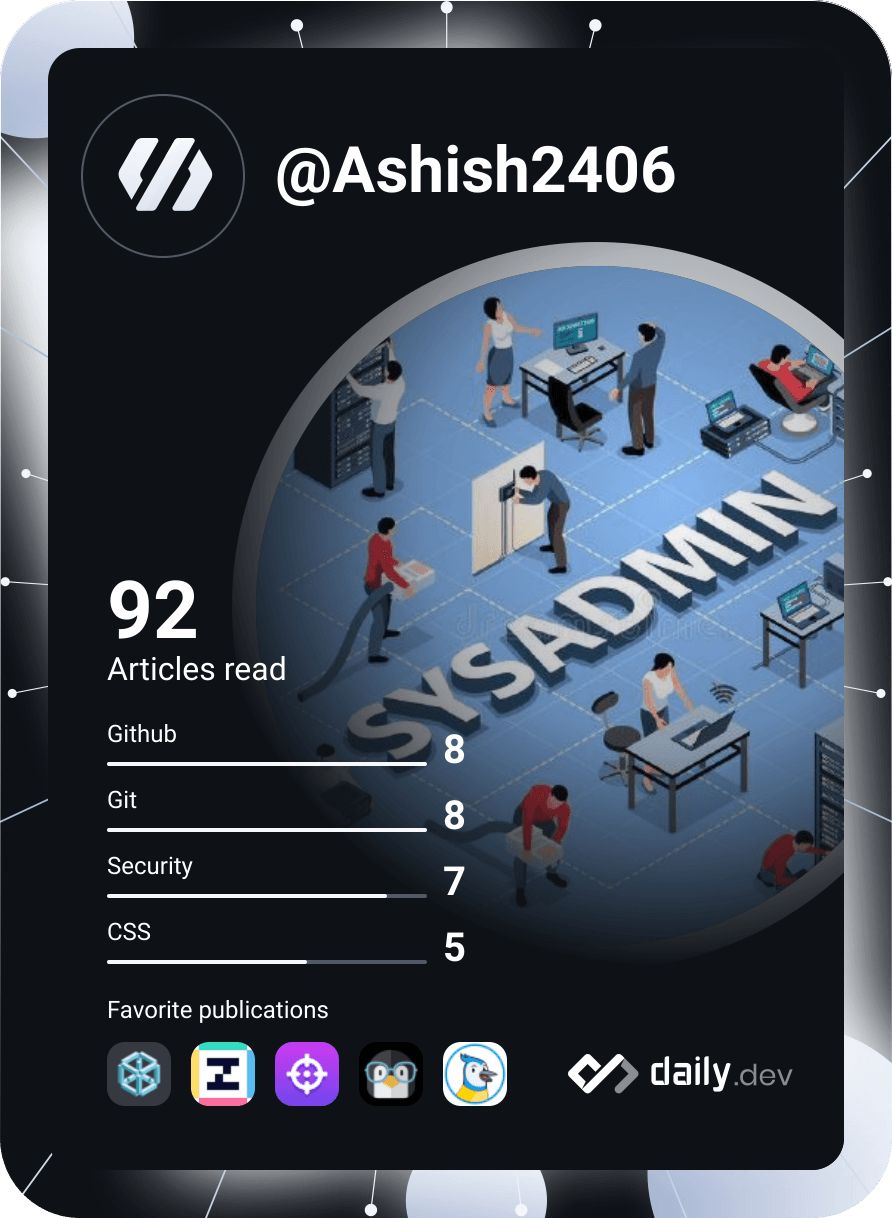 @Ashish2406
SYSADMIN
92
Articles read
Github
8
Git
8
Security
7
CSS
5
Favorite publications
daily.dev